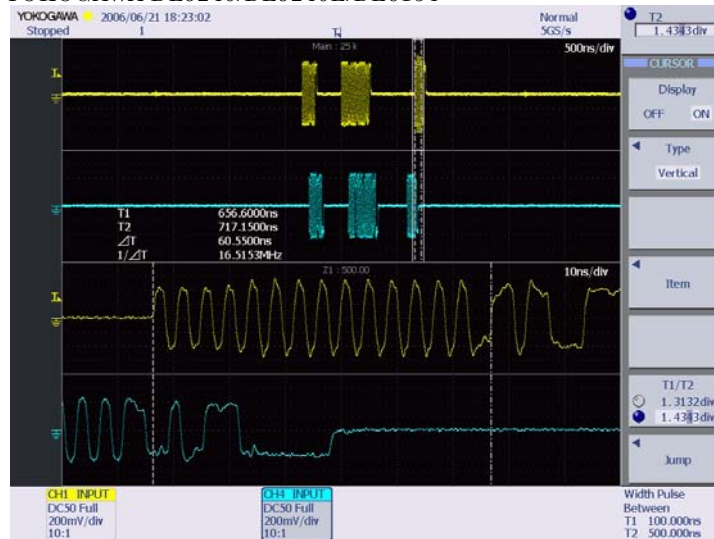 YOKOGAWA 2006/06/21 18:23:02
Stopped 1
Normal
5GS/s
Main : 25 k
500ns/div
T1 656.6000ns
T2 717.1500ns
⊿T 60.5500ns
1/⊿T 16.5153MHz
Z1 : 500.00
10ns/div
T2
1.4343div
CURSOR
Display
OFF ON
Type
Vertical
Item
T1/T2
1.3132div
1.4343div
Jump
CH1 INPUT
DC50 Full
200mV/div
10:1
CH4 INPUT
DC50 Full
200mV/div
10:1
Width Pulse
Between
T1 100.000ns
T2 500.000ns